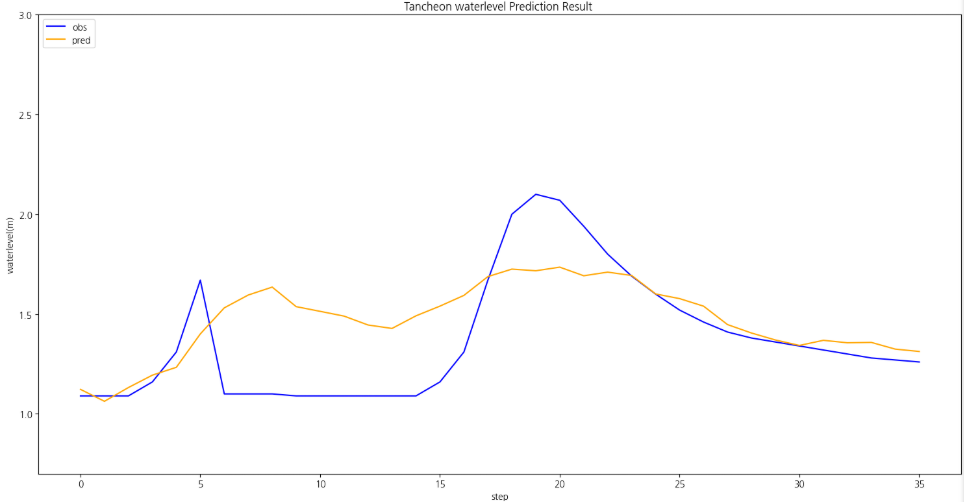 Tancheon waterlevel Prediction Result
obs
pred
3.0
2.5
2.0
1.5
1.0
waterlevel(m)
0 5 10 15 20 25 30 35
step